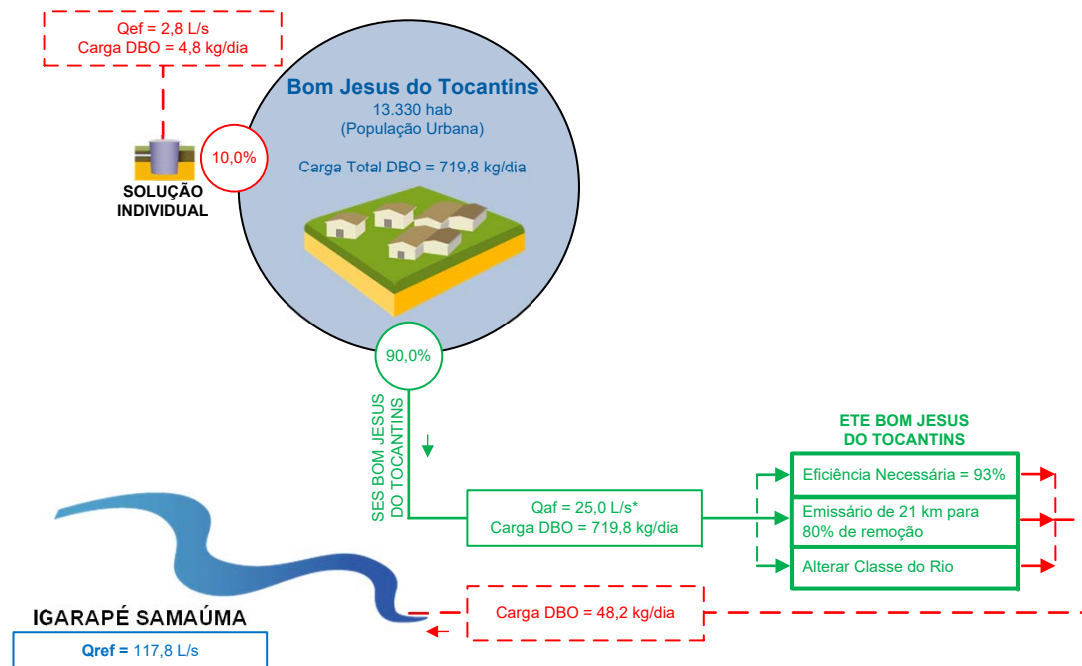 Qef = 2,8 L/s
Carga DBO = 4,8 kg/dia
Bom Jesus do Tocantins
13.330 hab
(População Urbana)
Carga Total DBO = 719,8 kg/dia
10,0%
SOLUÇÃO
INDIVIDUAL
90,0%
SES BOM JESUS
DO TOCANTINS
ETE BOM JESUS
DO TOCANTINS
Eficiência Necessária = 93%
Qaf = 25,0 L/s*
Carga DBO = 719,8 kg/dia
Emissário de 21 km para
80% de remoção
Alterar Classe do Rio
Carga DBO = 48,2 kg/dia
IGARAPÉ SAMAÚMA
Qref = 117,8 L/s